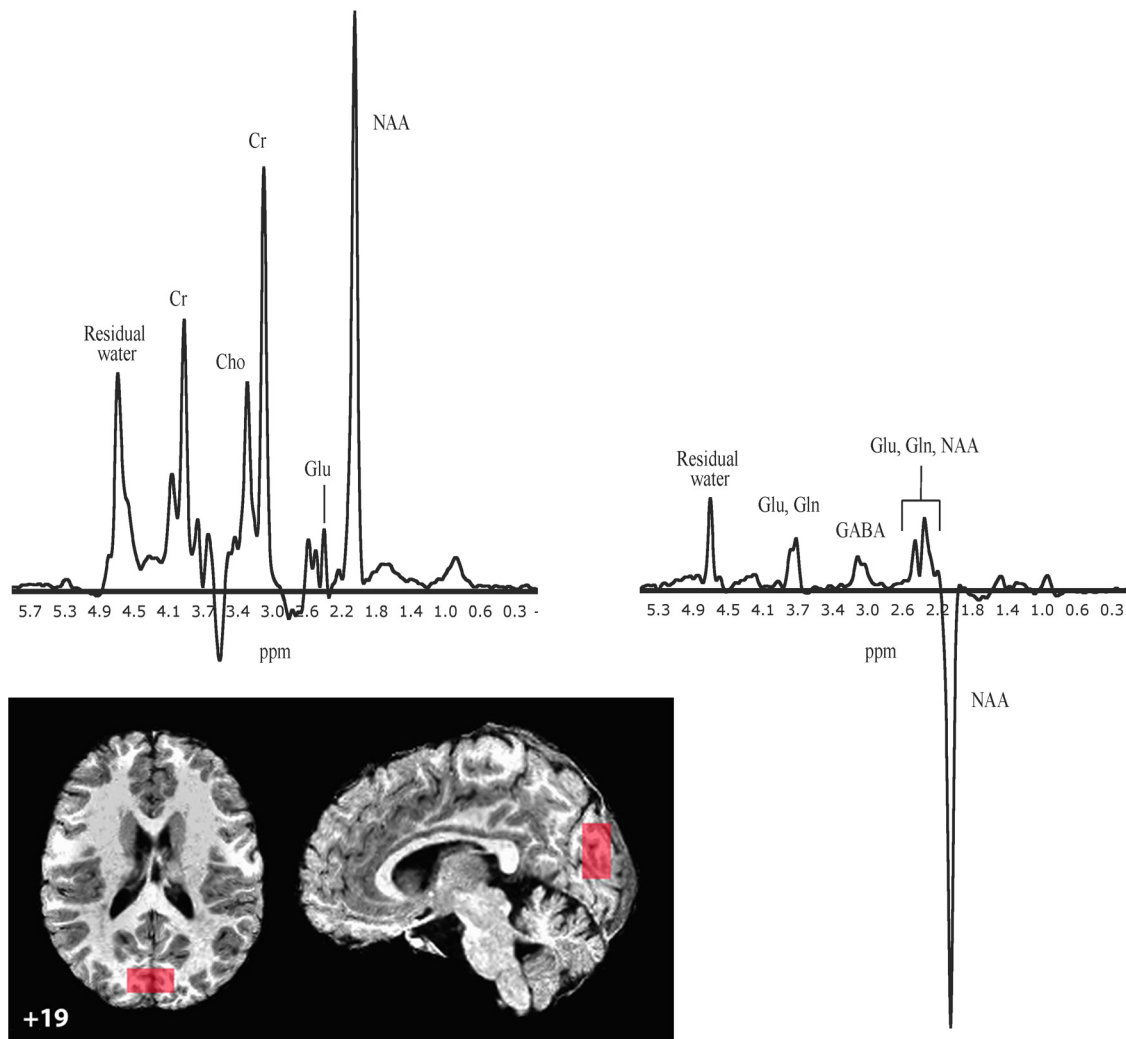 NAA
Cr
Cr
Residual
water
Cho
Glu
5.7 5.3 4.9 4.5 4.1 3.7 3.4 3.0 2.6 2.2 1.8 1.4 1.0 0.6 0.3 -
ppm
Glu, Gln, NAA
Residual
water
Glu, Gln
GABA
5.3 4.9 4.5 4.1 3.7 3.4 3.0 2.6 2.2 1.8 1.4 1.0 0.6 0.3
ppm
NAA
+19